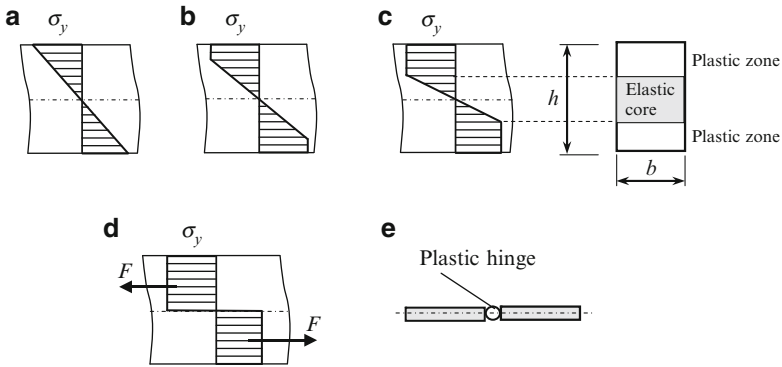 a
σy
b
σy
c
σy
h
Elastic
core
Plastic zone
Plastic zone
b
d
σy
F
F
e
Plastic hinge